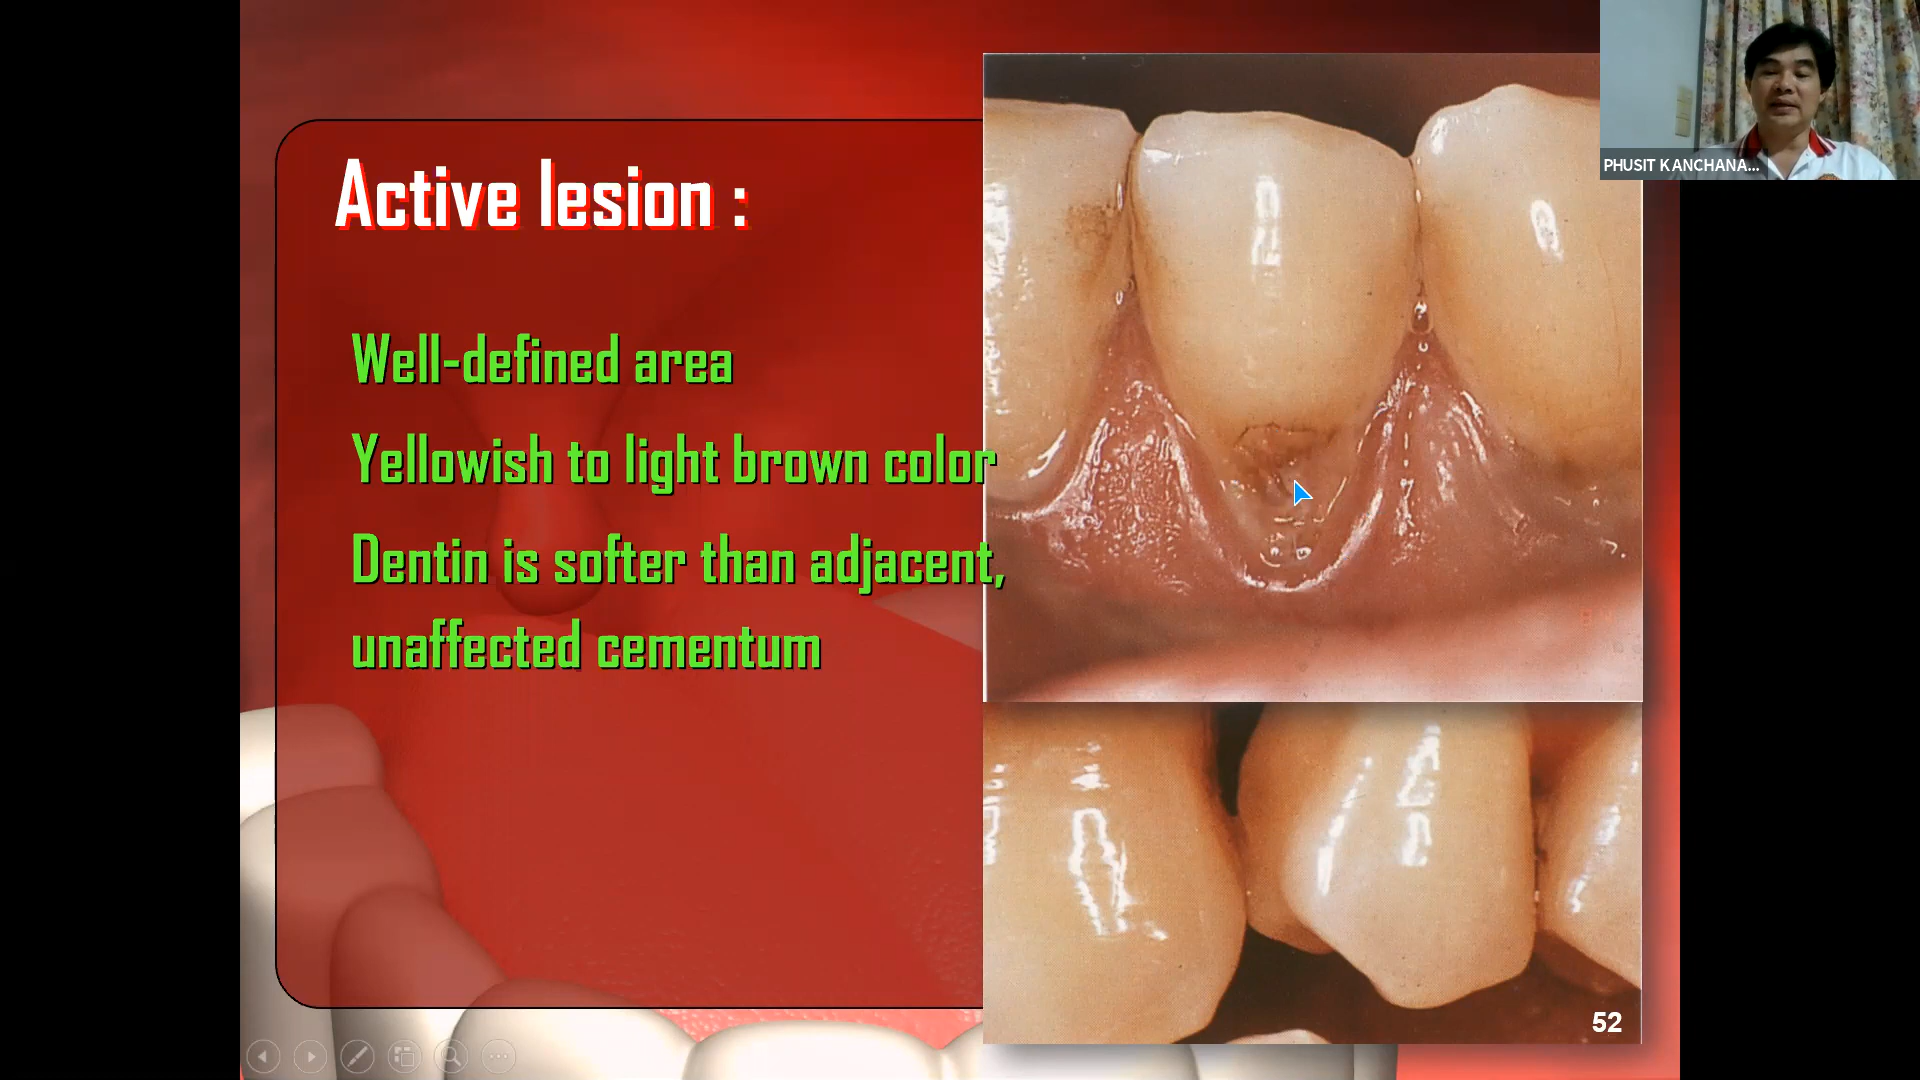 Active lesion :
Well-defined area
Yellowish to light brown color
Dentin is softer than adjacent,
unaffected cementum
PHUSIT KANCHANA...
52